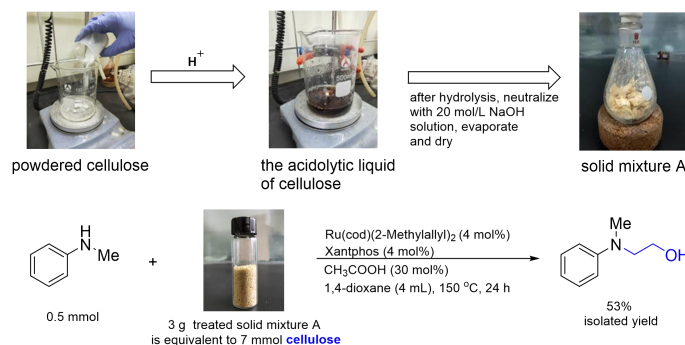 H⁺
after hydrolysis, neutralize
with 20 mol/L NaOH
solution, evaporate
and dry
powdered cellulose
the acidolytic liquid
of cellulose
solid mixture A
H
N
Me
+
Ru(cod)(2-Methylallyl)₂ (4 mol%)
Xantphos (4 mol%)
CH₃COOH (30 mol%)
1,4-dioxane (4 mL), 150 °C, 24 h
Me
N
OH
0.5 mmol
3 g treated solid mixture A
is equivalent to 7 mmol cellulose
53%
isolated yield